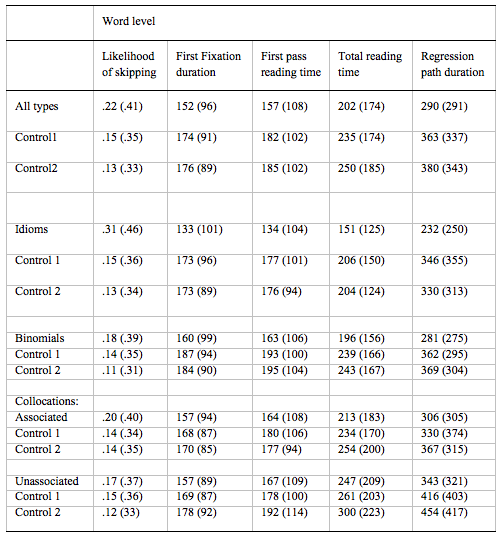 Word level
Likelihood First Fixation First pass Total reading Regression
of skipping duration reading time time path duration
All types .22 (.41) 152 (96) 157 (108) 202 (174) 290 (291)
Control1 .15 (.35) 174 (91) 182 (102) 235 (174) 363 (337)
Control2 .13 (.33) 176 (89) 185 (102) 250 (185) 380 (343)
Idioms .31 (.46) 133 (101) 134 (104) 151 (125) 232 (250)
Control 1 .15 (.36) 173 (96) 177 (101) 206 (150) 346 (355)
Control 2 .13 (.34) 173 (89) 176 (94) 204 (124) 330 (313)
Binomials .18 (.39) 160 (99) 163 (106) 196 (156) 281 (275)
Control 1 .14 (.35) 187 (94) 193 (100) 239 (166) 362 (295)
Control 2 .11 (.31) 184 (90) 195 (104) 243 (167) 369 (304)
Collocations:
Associated .20 (.40) 157 (94) 164 (108) 213 (183) 306 (305)
Control 1 .14 (.34) 168 (87) 180 (106) 234 (170) 330 (374)
Control 2 .14 (.35) 170 (85) 177 (94) 254 (200) 367 (315)
Unassociated .17 (.37) 157 (89) 167 (109) 247 (209) 343 (321)
Control 1 .15 (.36) 169 (87) 178 (100) 261 (203) 416 (403)
Control 2 .12 (33) 178 (92) 192 (114) 300 (223) 454 (417)